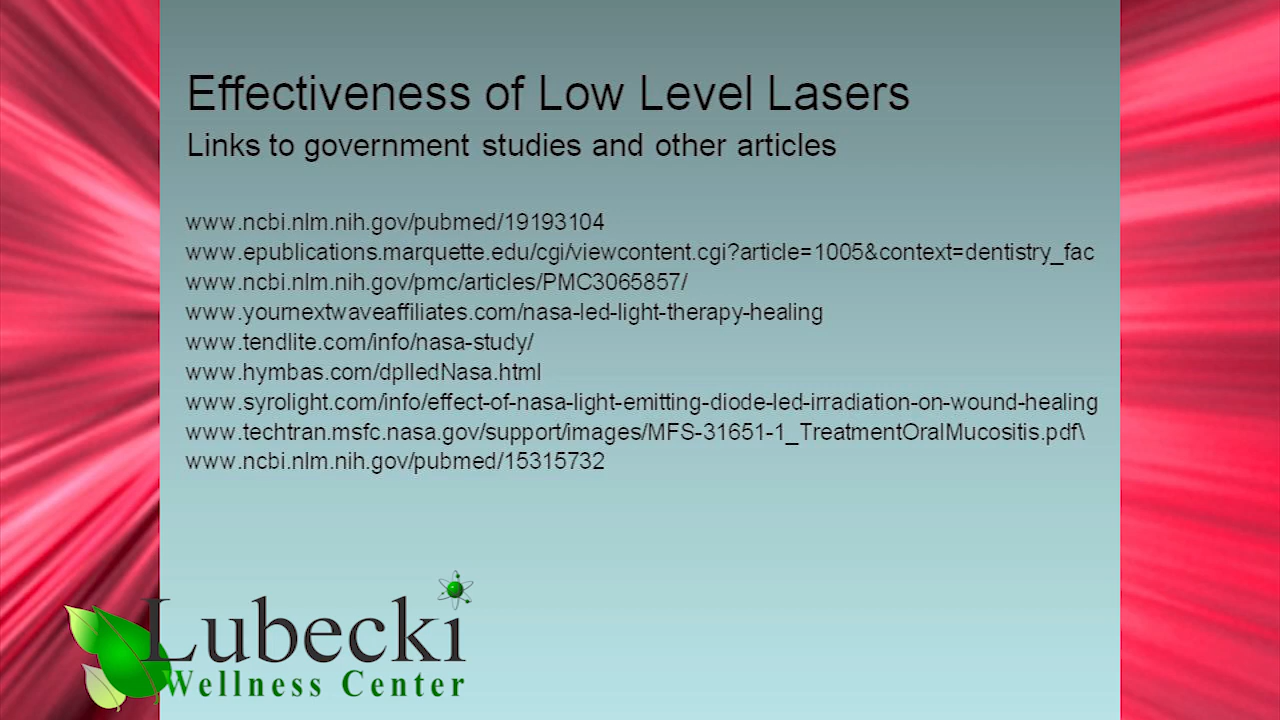 Effectiveness of Low Level Lasers
Links to government studies and other articles
www.ncbi.nlm.nih.gov/pubmed/19193104
www.epublications.marquette.edu/cgi/viewcontent.cgi?article=1005&context=dentistry_fac
www.ncbi.nlm.nih.gov/pmc/articles/PMC3065857/
www.yournextwaveaffiliates.com/nasa-led-light-therapy-healing
www.tendlite.com/info/nasa-study/
www.hymbas.com/dplledNasa.html
www.syrolight.com/info/effect-of-nasa-light-emitting-diode-led-irradiation-on-wound-healing
www.techtran.msfc.nasa.gov/support/images/MFS-31651-1_TreatmentOralMucositis.pdf\
www.ncbi.nlm.nih.gov/pubmed/15315732
Lubecki
Wellness Center